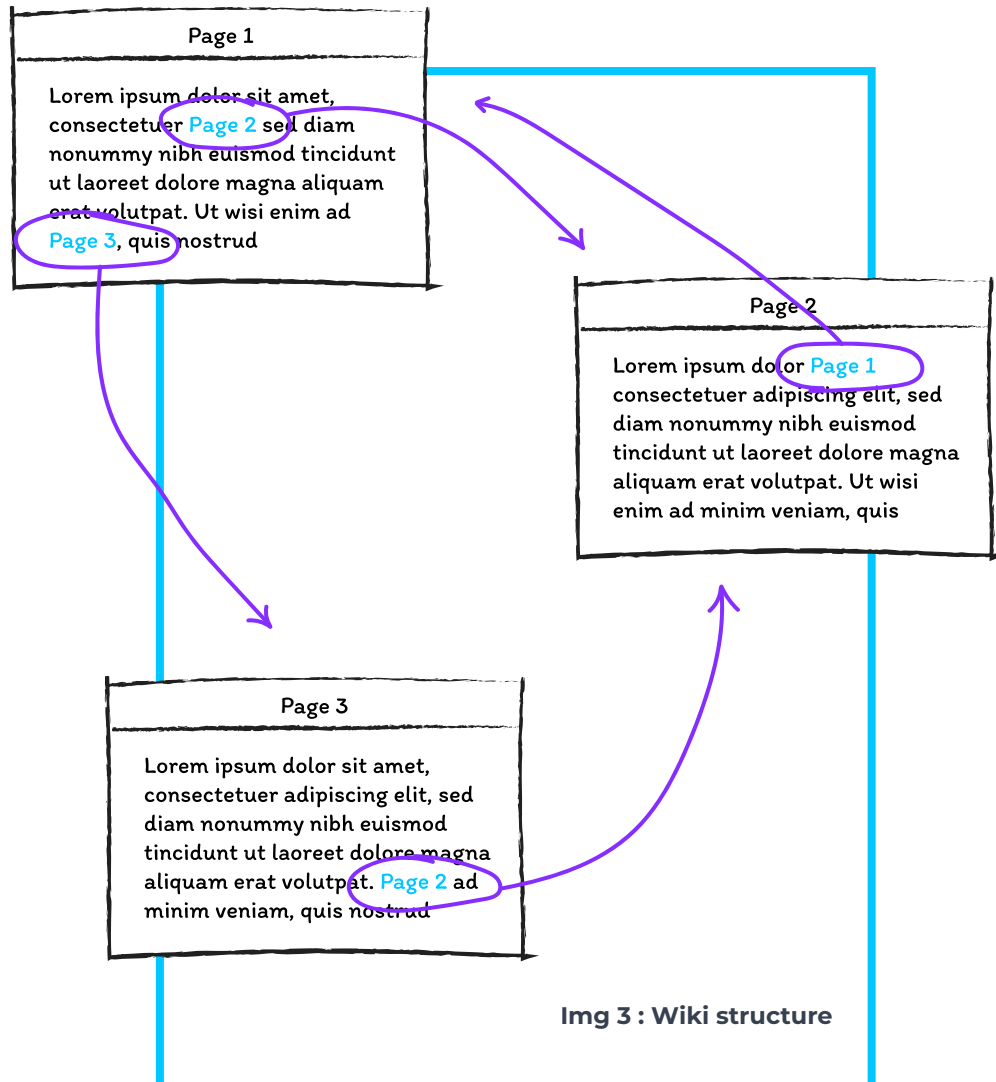 Page 1
Lorem ipsum dolor sit amet,
consectetuer Page 2 sed diam
nonummy nibh euismod tincidunt
ut laoreet dolore magna aliquam
erat volutpat. Ut wisi enim ad
Page 3, quis nostrud
Page 2
Lorem ipsum dolor Page 1
consectetuer adipiscing elit, sed
diam nonummy nibh euismod
tincidunt ut laoreet dolore magna
aliquam erat volutpat. Ut wisi
enim ad minim veniam, quis
Page 3
Lorem ipsum dolor sit amet,
consectetuer adipiscing elit, sed
diam nonummy nibh euismod
tincidunt ut laoreet dolore magna
aliquam erat volutpat. Page 2 ad
minim veniam, quis nostrud
Img 3 : Wiki structure